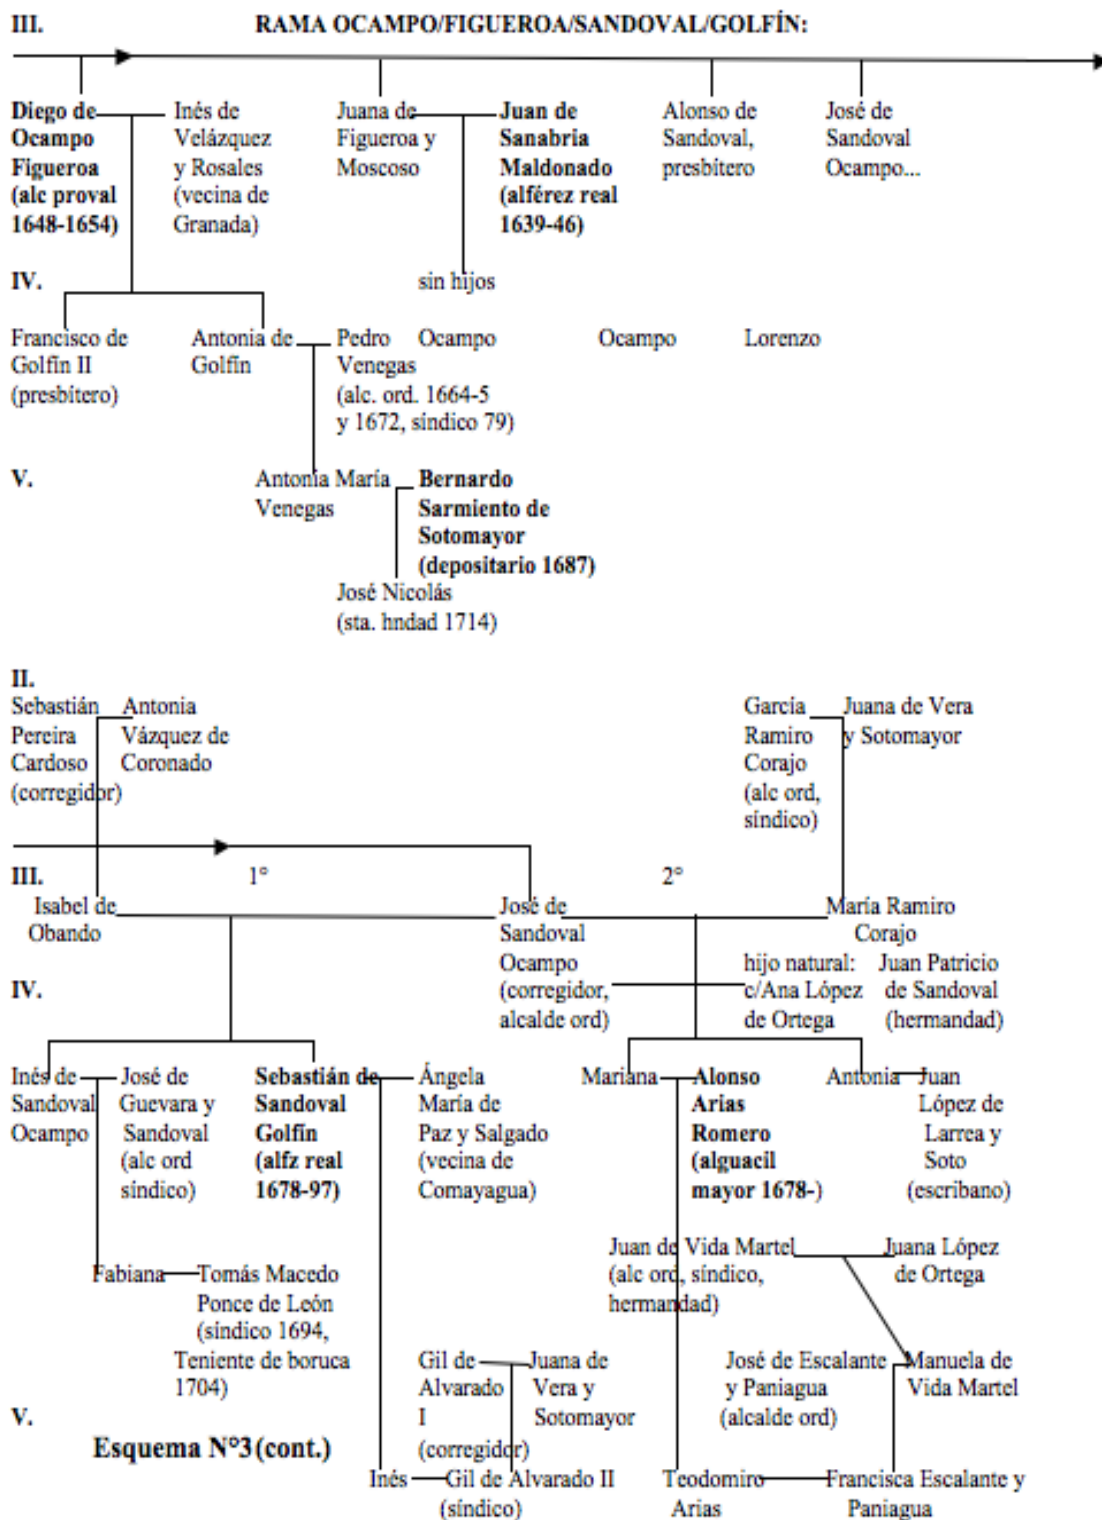 III. RAMA OCAMPO/FIGUEROA/SANDOVAL/GOLFÍN:
Diego de Ocampo Figueroa (alc proval 1648-1654)
Inés de Velázquez y Rosales (vecina de Granada)
Juana de Figueroa y Moscoso
Juan de Sanabria Maldonado (alférez real 1639-46)
Alonso de Sandoval, presbítero
José de Sandoval Ocampo...
IV.
sin hijos
Francisco de Golfín II (presbítero)
Antonia de Golfín
Pedro Venegas (alc. ord. 1664-5 y 1672, síndico 79)
Ocampo
Ocampo
Lorenzo
V.
Antonia María Venegas
Bernardo Sarmiento de Sotomayor (depositario 1687)
José Nicolás (sta. hndad 1714)
II.
Sebastián Pereira Cardoso (corregidor)
Antonia Vázquez de Coronado
García Ramiro Corajo (alc ord, síndico)
Juana de Vera y Sotomayor
III.
1°
2°
Isabel de Obando
José de Sandoval Ocampo (corregidor, alcalde ord)
María Ramiro Corajo
hijo natural: c/Ana López de Ortega
Juan Patricio de Sandoval (hermandad)
IV.
Inés de Sandoval Ocampo
José de Guevara y Sandoval (alc ord síndico)
Sebastián de Sandoval Golfín (alfz real 1678-97)
Ángela María de Paz y Salgado (vecina de Comayagua)
Mariana
Alonso Arias Romero (alguacil mayor 1678-)
Antonia
Juan López de Larrea y Soto (escribano)
Juan de Vida Martel (alc ord, síndico, hermandad)
Juana López de Ortega
Fabiana
Tomás Macedo Ponce de León (síndico 1694, Teniente de boruca 1704)
Gil de Alvarado I (corregidor)
Juana de Vera y Sotomayor
José de Escalante y Paniagua (alcalde ord)
Manuela de Vida Martel
V.
Esquema N°3(cont.)
Inés
Gil de Alvarado II (síndico)
Teodomiro Arias
Francisca Escalante y Paniagua